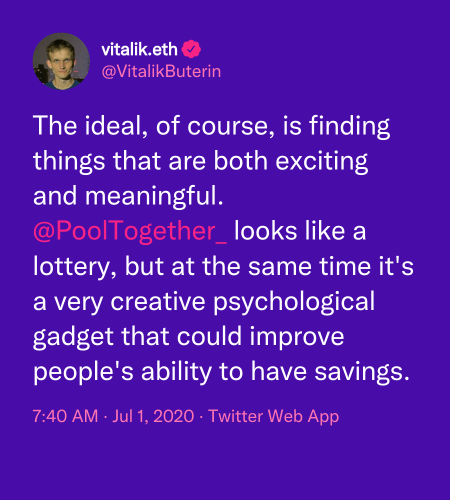 vitalik.eth
@VitalikButerin
The ideal, of course, is finding
things that are both exciting
and meaningful.
@PoolTogether_ looks like a
lottery, but at the same time it's
a very creative psychological
gadget that could improve
people's ability to have savings.
7:40 AM · Jul 1, 2020 · Twitter Web App